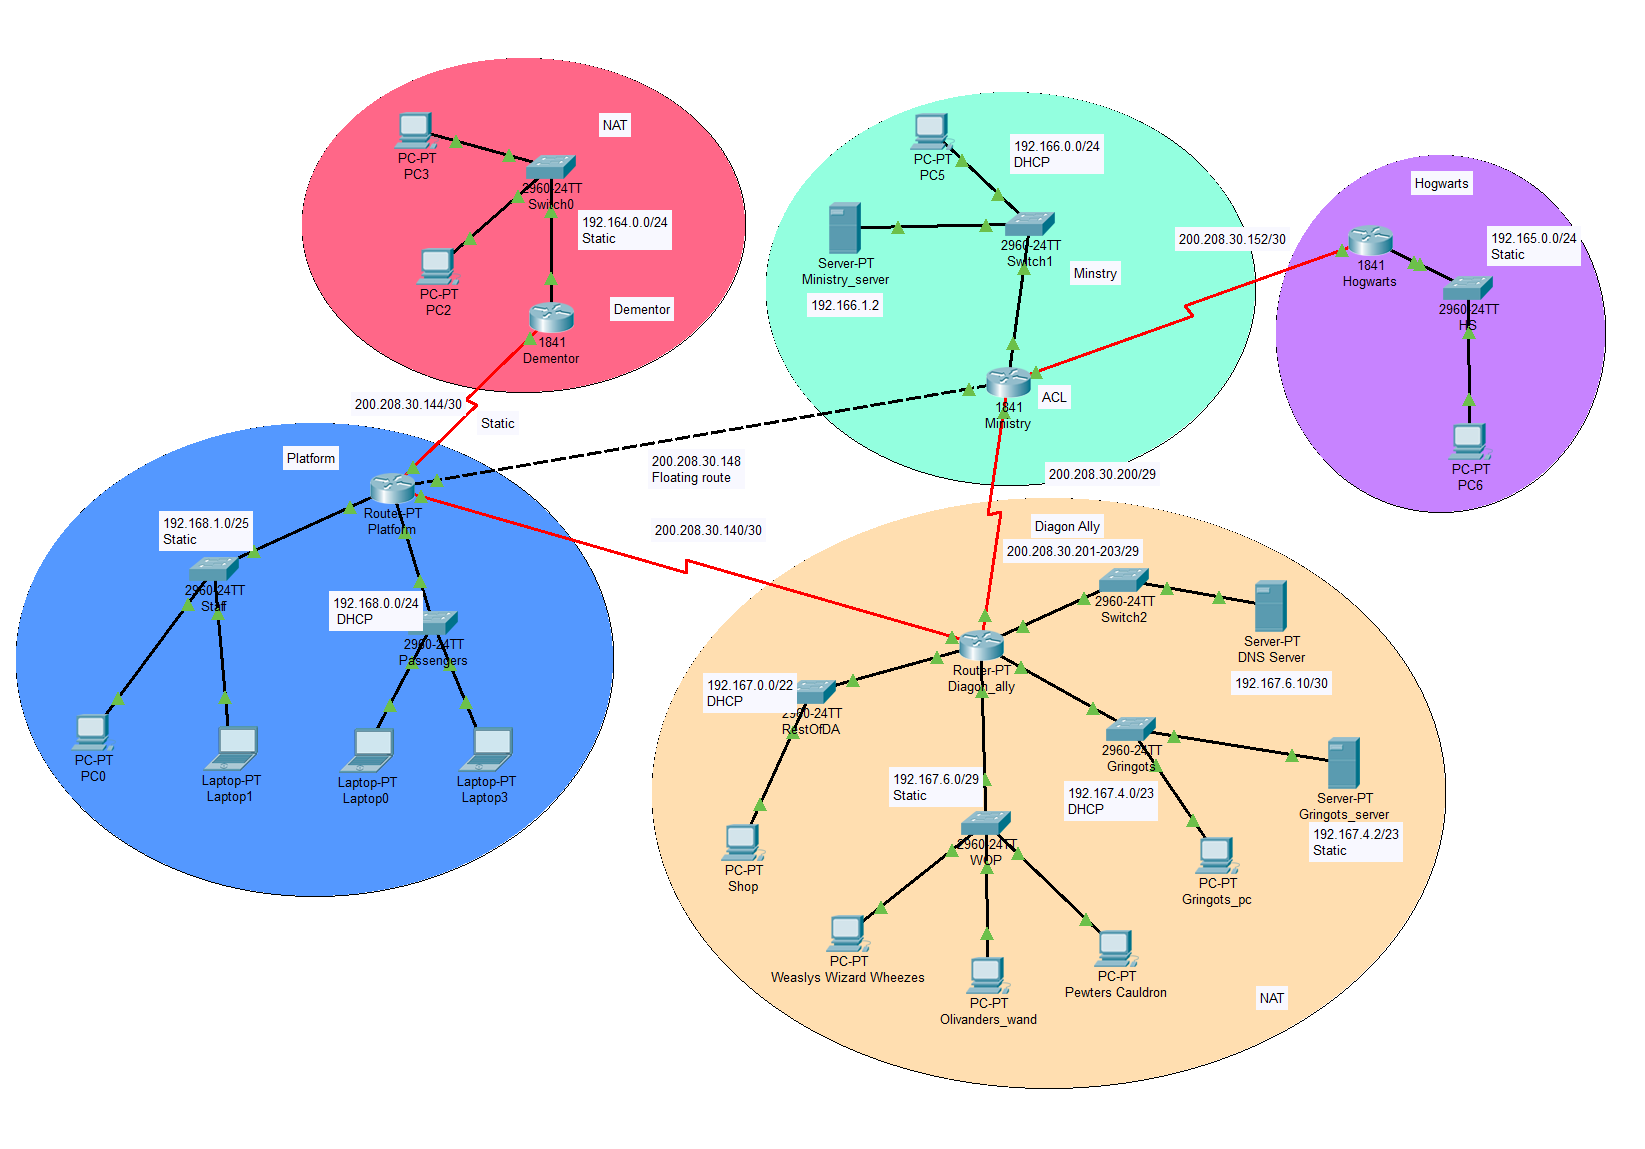 NAT
PC-PT
PC3
2960-24TT
Switch0
192.164.0.0/24
Static
PC-PT
PC2
Dementor
1841
Dementor
200.208.30.144/30
Static
PC-PT
PC5
192.166.0.0/24
DHCP
2960-24TT
Switch1
Server-PT
Ministry_server
192.166.1.2
Minstry
1841
Ministry
ACL
200.208.30.152/30
Hogwarts
192.165.0.0/24
Static
1841
Hogwarts
2960-24TT
HS
PC-PT
PC6
Platform
Router-PT
Platform
192.168.1.0/25
Static
2960-24TT
Staff
192.168.0.0/24
DHCP
2960-24TT
Passengers
PC-PT
PC0
Laptop-PT
Laptop1
Laptop-PT
Laptop0
Laptop-PT
Laptop3
200.208.30.148
Floating route
200.208.30.140/30
200.208.30.200/29
Diagon Ally
200.208.30.201-203/29
2960-24TT
Switch2
Server-PT
DNS Server
192.167.6.10/30
Router-PT
Diagon_ally
192.167.0.0/22
DHCP
2960-24TT
RestOfDA
PC-PT
Shop
192.167.6.0/29
Static
2960-24TT
WOP
2960-24TT
Gringots
192.167.4.0/23
DHCP
Server-PT
Gringots_server
192.167.4.2/23
Static
PC-PT
Gringots_pc
PC-PT
Weaslys Wizard Wheezes
PC-PT
Olivanders_wand
PC-PT
Pewters Cauldron
NAT